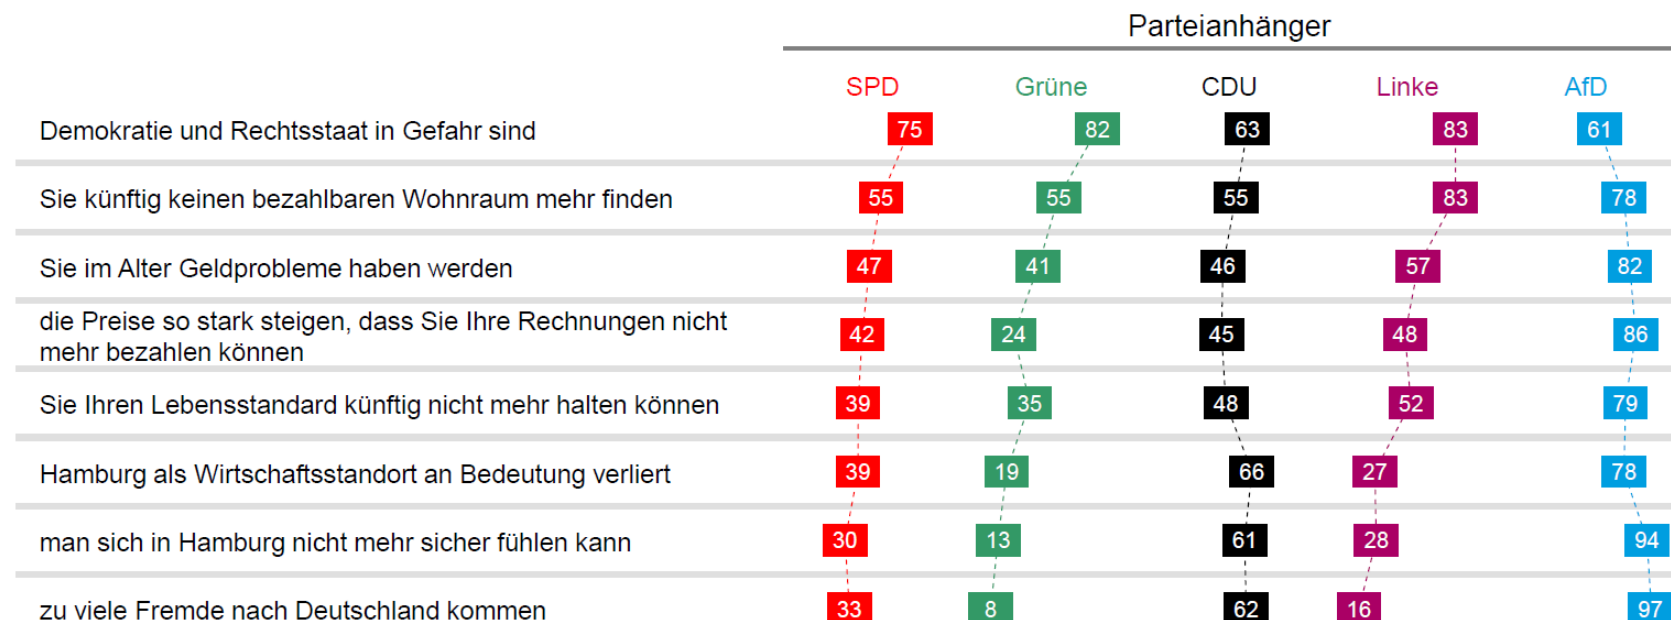 Parteianhänger
SPD Grüne CDU Linke AfD
Demokratie und Rechtsstaat in Gefahr sind 75 82 63 83 61
Sie künftig keinen bezahlbaren Wohnraum mehr finden 55 55 55 83 78
Sie im Alter Geldprobleme haben werden 47 41 46 57 82
die Preise so stark steigen, dass Sie Ihre Rechnungen nicht
mehr bezahlen können 42 24 45 48 86
Sie Ihren Lebensstandard künftig nicht mehr halten können 39 35 48 52 79
Hamburg als Wirtschaftsstandort an Bedeutung verliert 39 19 66 27 78
man sich in Hamburg nicht mehr sicher fühlen kann 30 13 61 28 94
zu viele Fremde nach Deutschland kommen 33 8 62 16 97